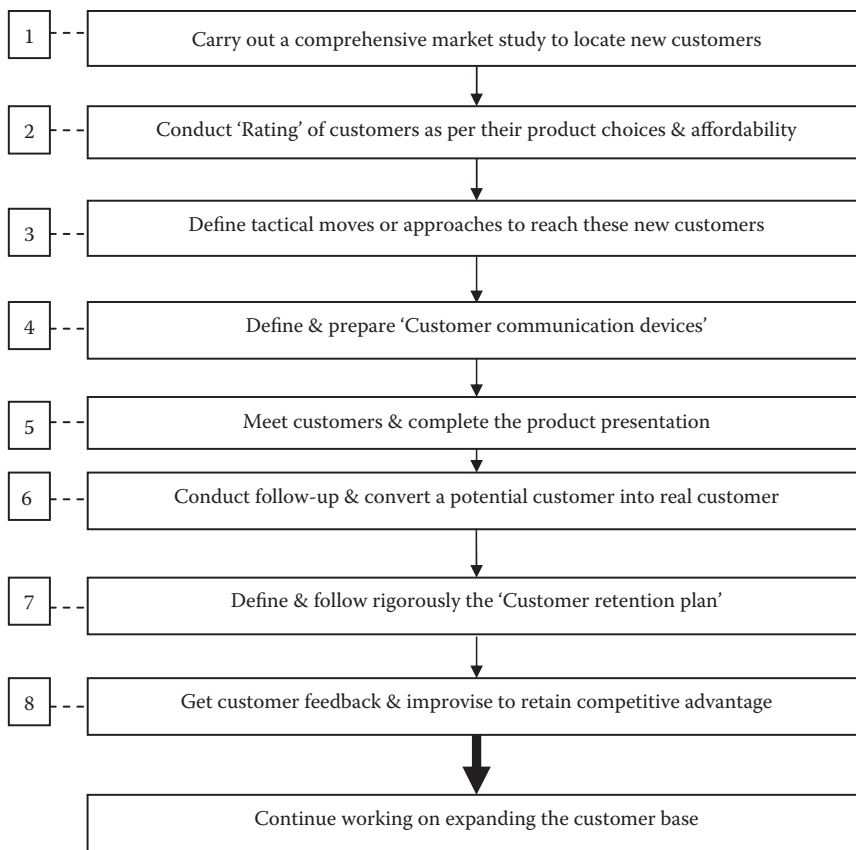 1
Carry out a comprehensive market study to locate new customers
2
Conduct ‘Rating’ of customers as per their product choices & affordability
3
Define tactical moves or approaches to reach these new customers
4
Define & prepare ‘Customer communication devices’
5
Meet customers & complete the product presentation
6
Conduct follow-up & convert a potential customer into real customer
7
Define & follow rigorously the ‘Customer retention plan’
8
Get customer feedback & improvise to retain competitive advantage
Continue working on expanding the customer base